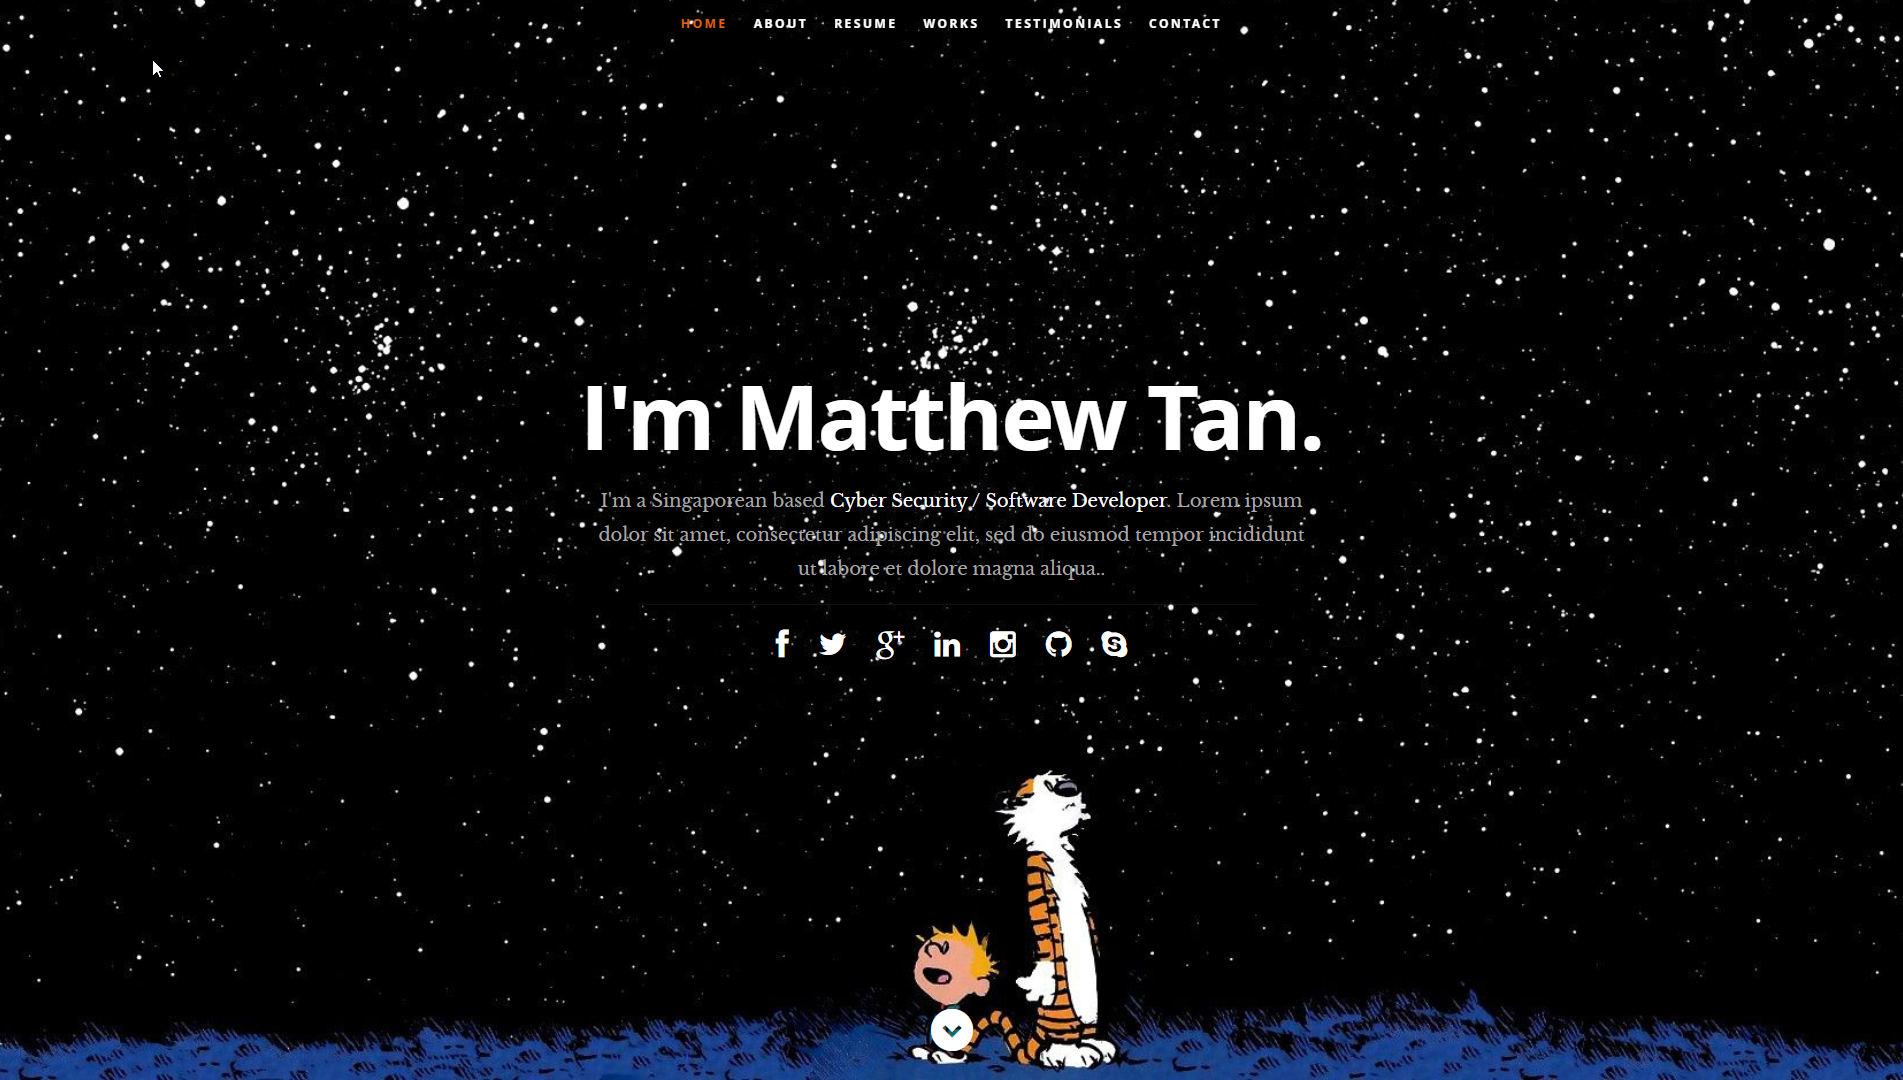 HOME ABOUT RESUME WORKS TESTIMONIALS CONTACT
I'm Matthew Tan.
I'm a Singaporean based Cyber Security / Software Developer. Lorem ipsum
dolor sit amet, consectetur adipiscing elit, sed do eiusmod tempor incididunt
ut labore et dolore magna aliqua..